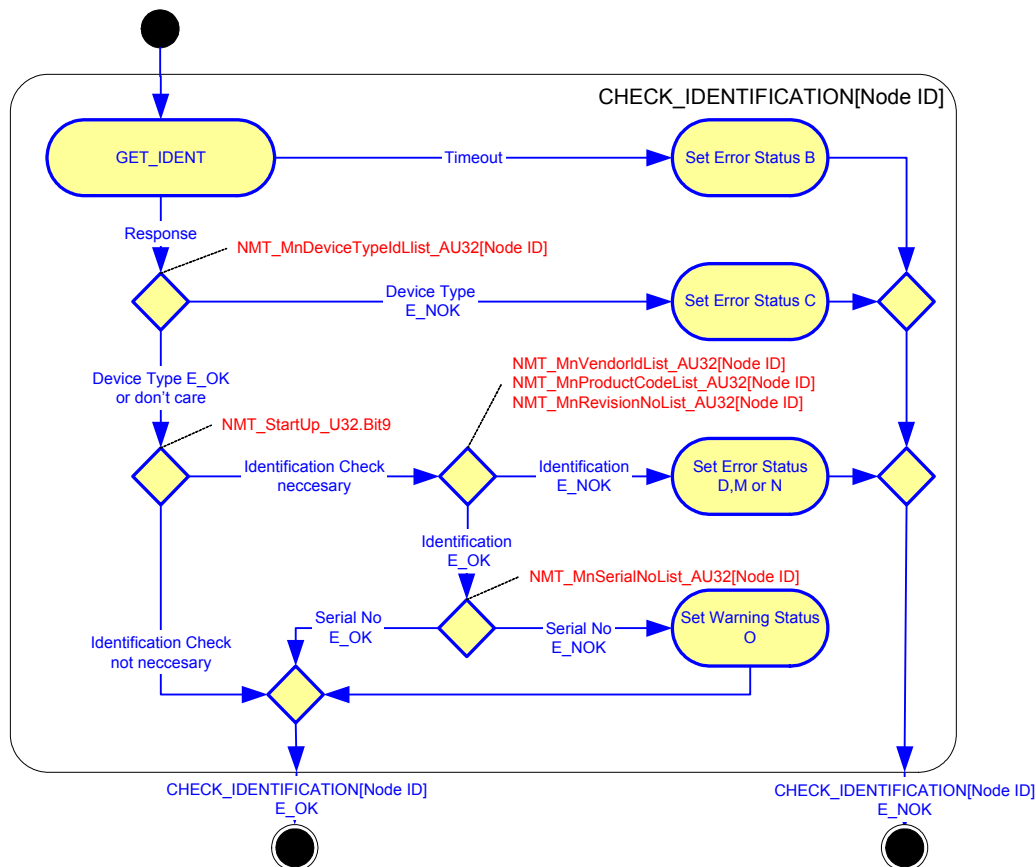 CHECK_IDENTIFICATION[Node ID]
GET_IDENT
Timeout
Set Error Status B
Response
NMT_MnDeviceTypeIdLlist_AU32[Node ID]
Device Type
E_NOK
Set Error Status C
Device Type E_OK
or don't care
NMT_MnVendorIdList_AU32[Node ID]
NMT_MnProductCodeList_AU32[Node ID]
NMT_MnRevisionNoList_AU32[Node ID]
NMT_StartUp_U32.Bit9
Identification Check
neccesary
Identification
E_NOK
Set Error Status
D,M or N
Identification
E_OK
NMT_MnSerialNoList_AU32[Node ID]
Serial No
E_OK
Serial No
E_NOK
Set Warning Status
O
Identification Check
not neccesary
CHECK_IDENTIFICATION[Node ID]
E_OK
CHECK_IDENTIFICATION[Node ID]
E_NOK